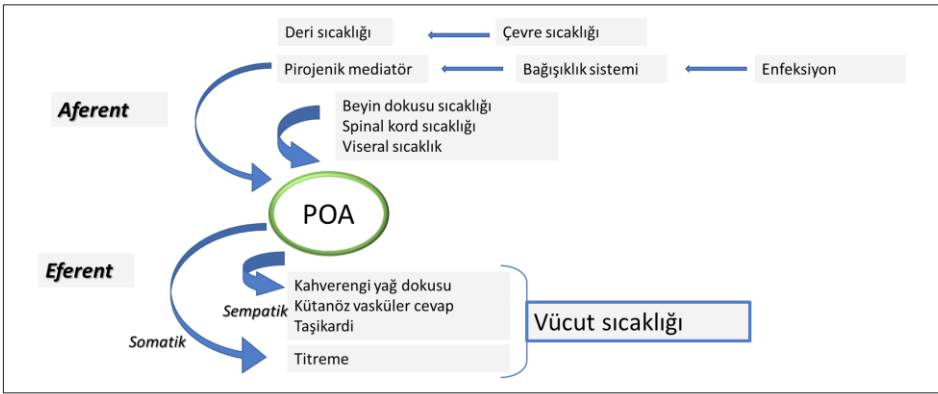 Deri sıcaklığı Çevre sıcaklığı
Pirojenik mediatör Bağışıklık sistemi Enfeksiyon
Aferent
Beyin dokusu sıcaklığı
Spinal kord sıcaklığı
Viseral sıcaklık
POA
Eferent
Sempatik
Kahverengi yağ dokusu
Kütanöz vasküler cevap
Taşikardi
Vücut sıcaklığı
Somatik
Titreme